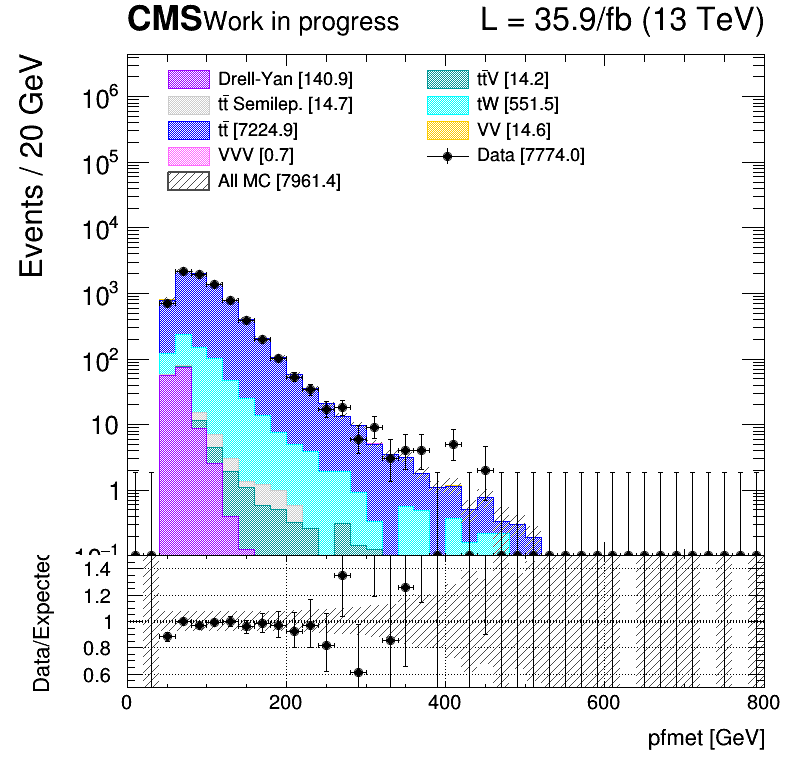 CMS Work in progress L = 35.9/fb (13 TeV)
Events / 20 GeV
Drell-Yan [140.9] tt̄V [14.2]
tt̄ Semilep. [14.7] tW [551.5]
tt̄ [7224.9] VV [14.6]
VVV [0.7] Data [7774.0]
All MC [7961.4]
10⁶
10⁵
10⁴
10³
10²
10
1
10⁻¹
Data/Expected
1.4
1.2
1
0.8
0.6
0 200 400 600 800
pfmet [GeV]